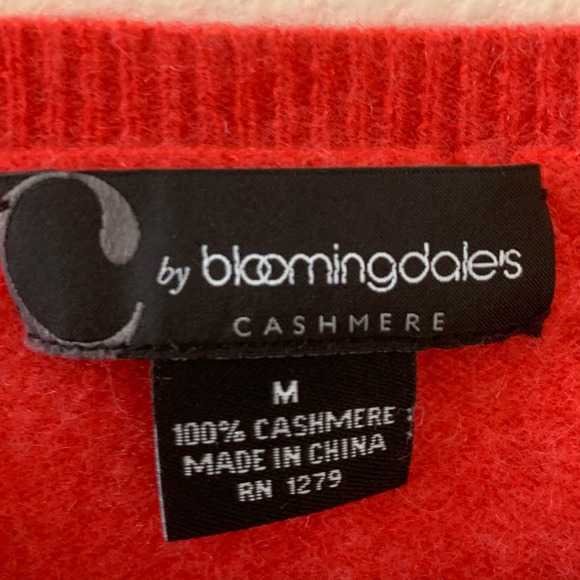 C by bloomingdale's
CASHMERE
M
100% CASHMERE
MADE IN CHINA
RN 1279